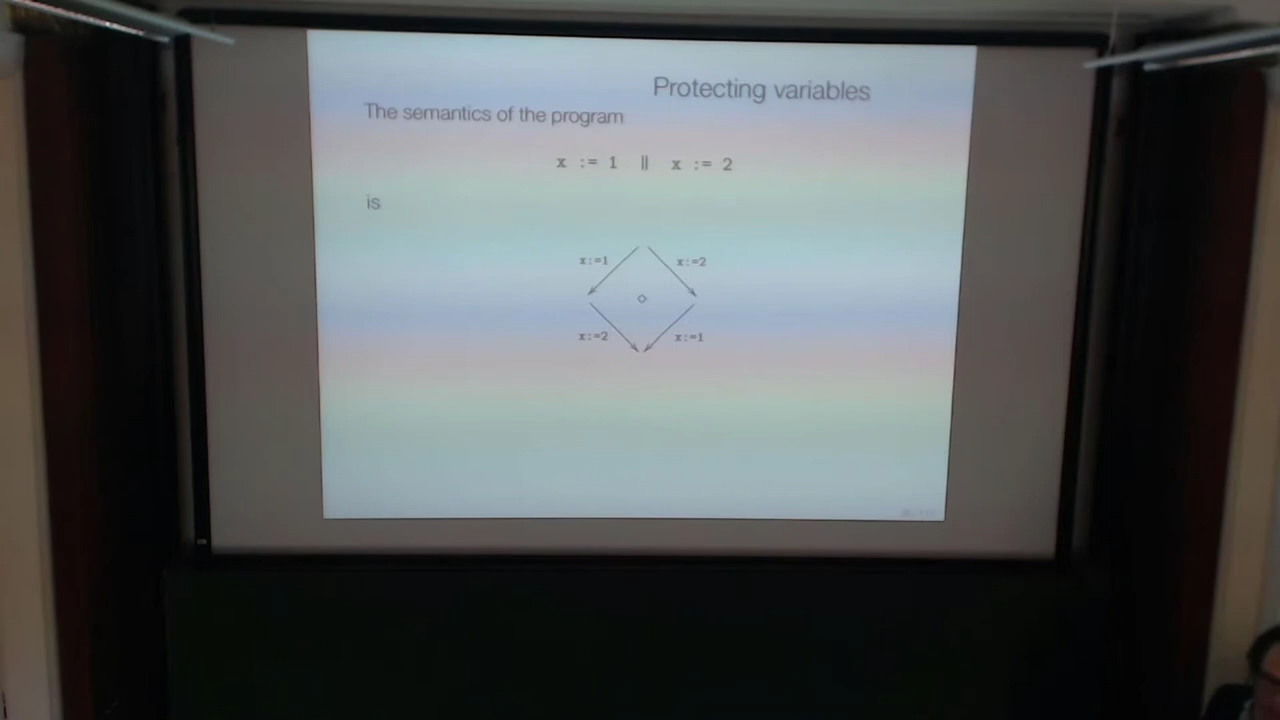 Protecting variables
The semantics of the program
x := 1 || x := 2
is
x:=1 x:=2
◇
x:=2 x:=1